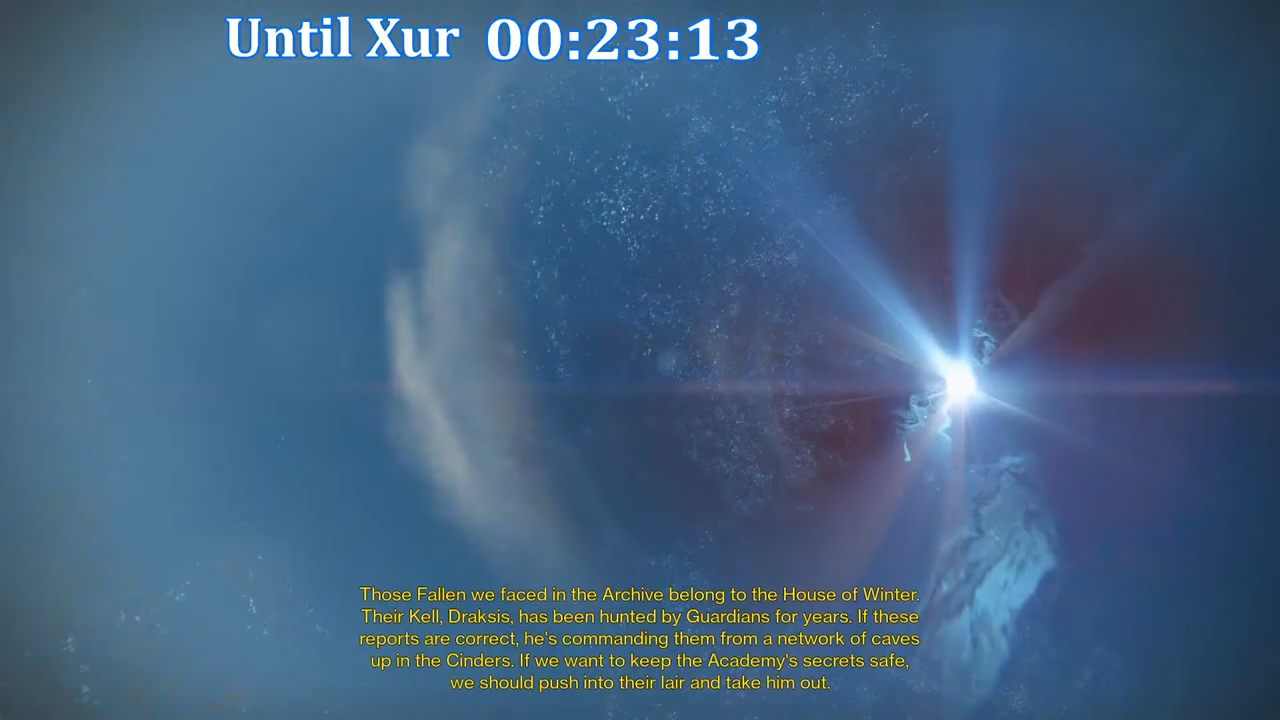 Until Xur 00:23:13
Those Fallen we faced in the Archive belong to the House of Winter.
Their Kell, Draksis, has been hunted by Guardians for years. If these
reports are correct, he's commanding them from a network of caves
up in the Cinders. If we want to keep the Academy's secrets safe,
we should push into their lair and take him out.